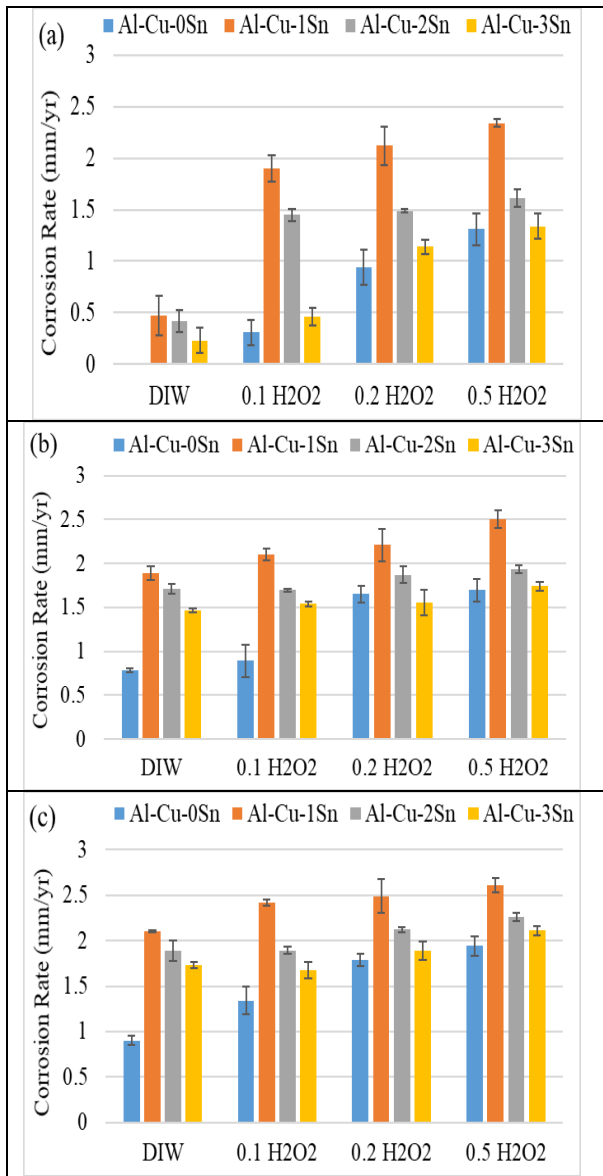 (a)
Al-Cu-0Sn Al-Cu-1Sn Al-Cu-2Sn Al-Cu-3Sn
Corrosion Rate (mm/yr)
3
2.5
2
1.5
1
0.5
0
DIW 0.1 H2O2 0.2 H2O2 0.5 H2O2
(b)
Al-Cu-0Sn Al-Cu-1Sn Al-Cu-2Sn Al-Cu-3Sn
Corrosion Rate (mm/yr)
3
2.5
2
1.5
1
0.5
0
DIW 0.1 H2O2 0.2 H2O2 0.5 H2O2
(c)
Al-Cu-0Sn Al-Cu-1Sn Al-Cu-2Sn Al-Cu-3Sn
Corrosion Rate (mm/yr)
3
2.5
2
1.5
1
0.5
0
DIW 0.1 H2O2 0.2 H2O2 0.5 H2O2